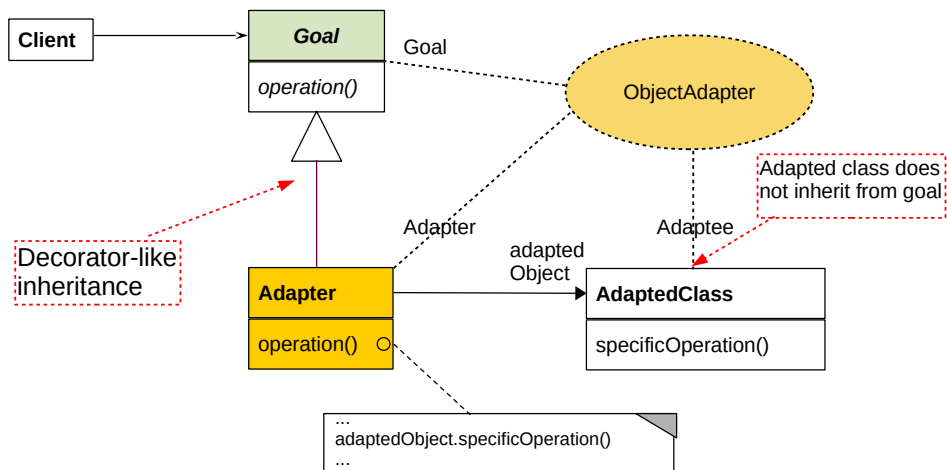 Client
Goal
operation()
Goal
ObjectAdapter
Adapted class does
not inherit from goal
Adapter
Adaptee
Decorator-like
inheritance
adapted
Object
Adapter
operation()
AdaptedClass
specificOperation()
...
adaptedObject.specificOperation()
...